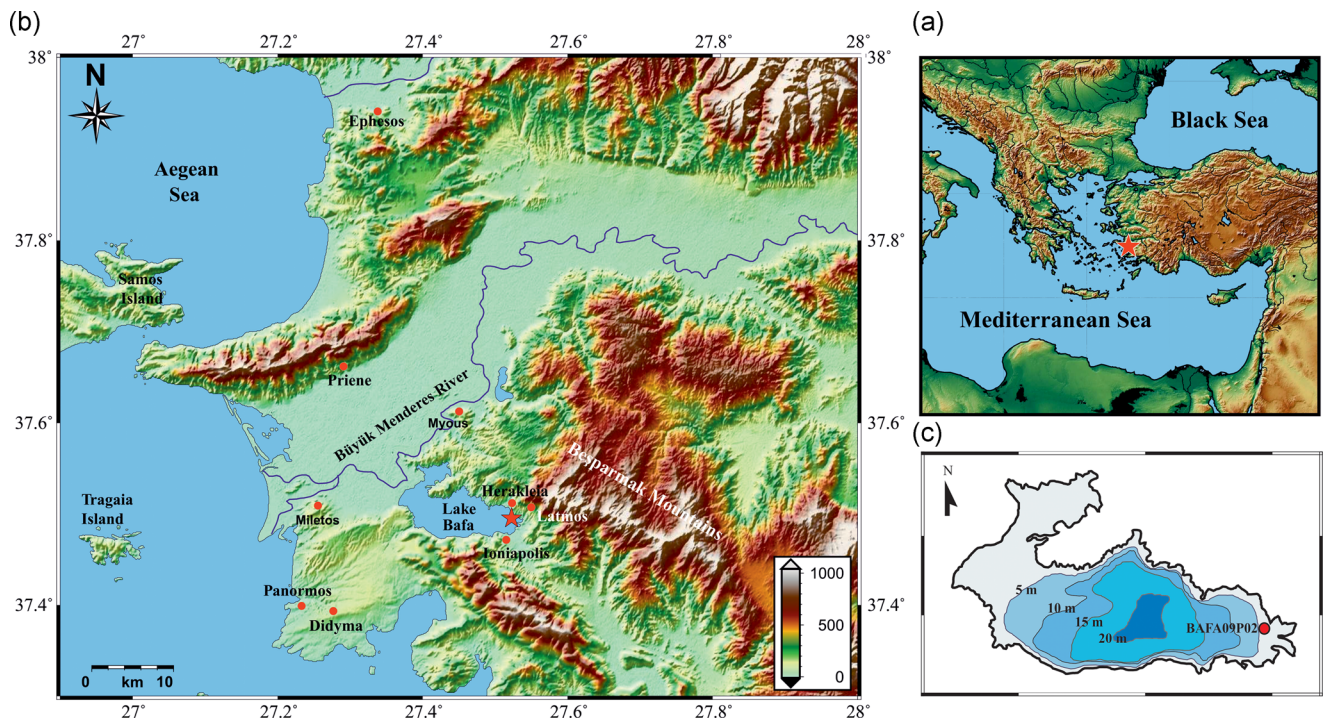 (b)
27°
27.2
27.4
27.6
27.8
28°
38°
38°
N
Ephesos
Aegean
Sea
37.8
37.8°
Samos
Island
Priene
Büyük Menderes River
Myous
37.6
37.6°
Besparmak Mountains
Herakleia
Lake
Bafa
Latmos
Tragaia
Island
Miletos
Ioniapolis
Panormos
Didyma
37.4
37.4°
1000
500
0
0 km 10
27°
27.2
27.4
27.6
27.8
28°
(a)
Black Sea
Mediterranean Sea
(c)
N
5 m
10 m
15 m
20 m
BAFA09P02